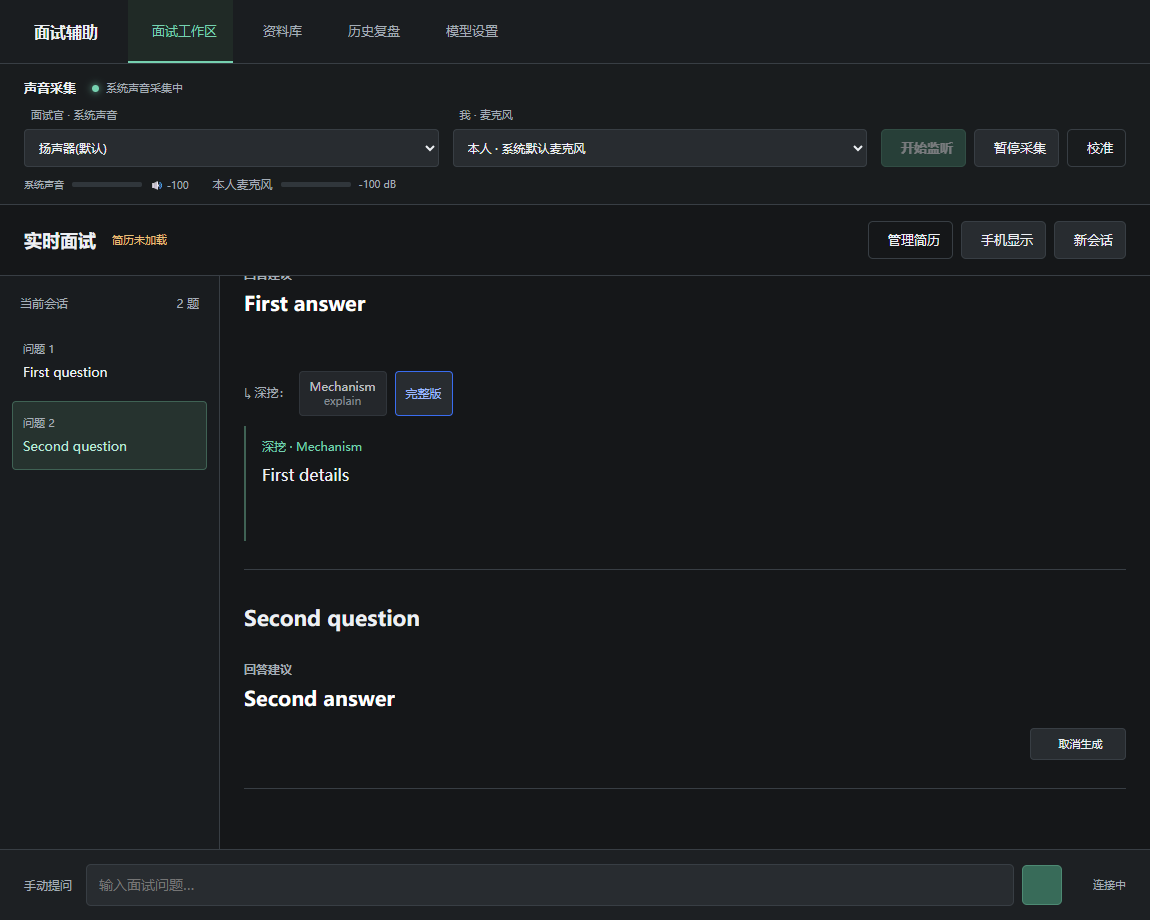 面试辅助
面试工作区
资料库
历史复盘
模型设置
声音采集
系统声音采集中
面试官 · 系统声音
我 · 麦克风
扬声器(默认)
本人 · 系统默认麦克风
开始监听
暂停采集
校准
系统声音
-100
本人麦克风
-100 dB
实时面试
简历未加载
管理简历
手机显示
新会话
当前会话
2 题
问题 1
First question
问题 2
Second question
回答建议
First answer
↳ 深挖：
Mechanism
explain
完整版
深挖 · Mechanism
First details
Second question
回答建议
Second answer
取消生成
手动提问
输入面试问题...
连接中